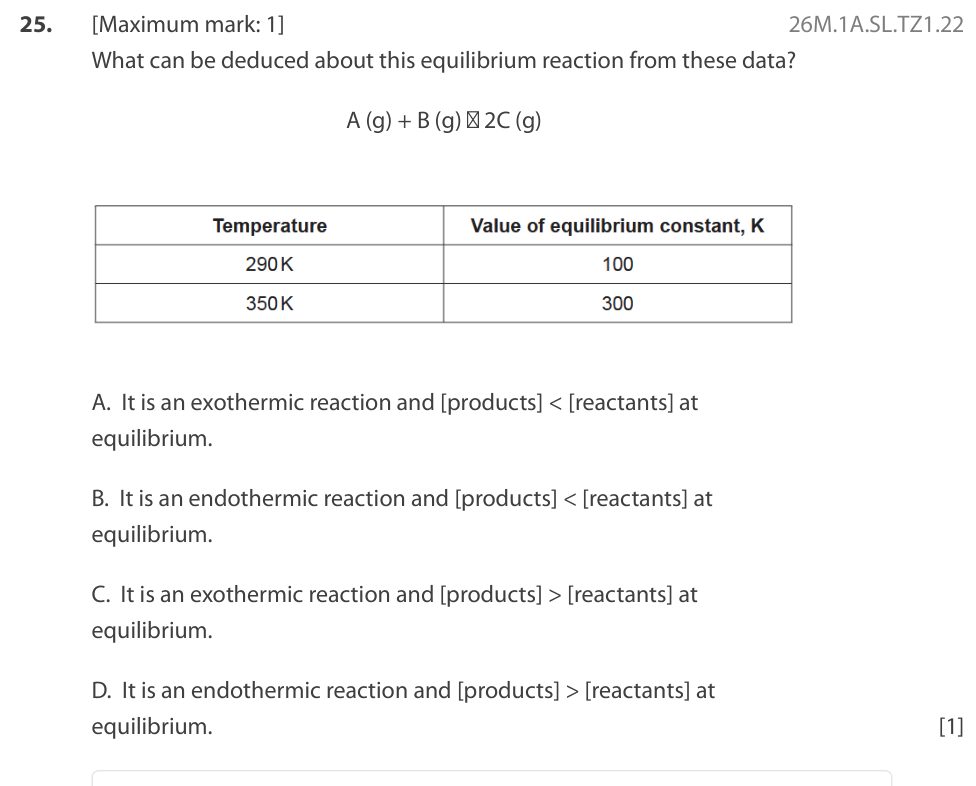 25. [Maximum mark: 1] 26M.1A.SL.TZ1.22
What can be deduced about this equilibrium reaction from these data?
A (g) + B (g) ☒ 2C (g)
Temperature Value of equilibrium constant, K
290 K 100
350 K 300
A. It is an exothermic reaction and [products] < [reactants] at
equilibrium.
B. It is an endothermic reaction and [products] < [reactants] at
equilibrium.
C. It is an exothermic reaction and [products] > [reactants] at
equilibrium.
D. It is an endothermic reaction and [products] > [reactants] at
equilibrium. [1]